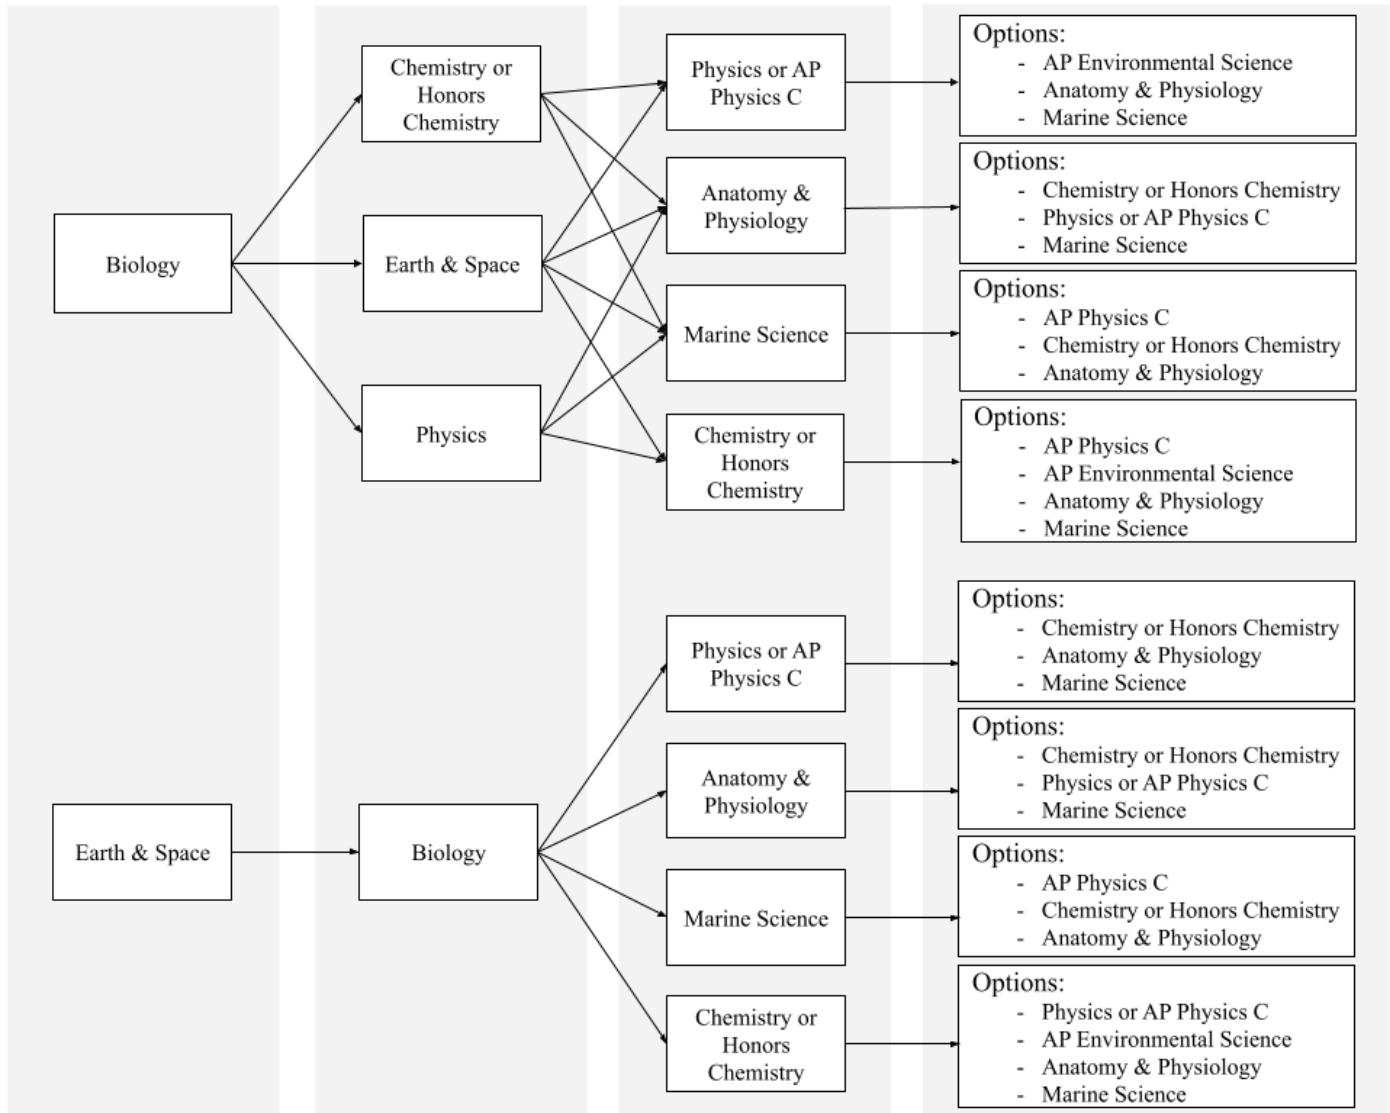 Biology
Chemistry or
Honors
Chemistry
Earth & Space
Physics
Physics or AP
Physics C
Anatomy &
Physiology
Marine Science
Chemistry or
Honors
Chemistry
Options:
- AP Environmental Science
- Anatomy & Physiology
- Marine Science
Options:
- Chemistry or Honors Chemistry
- Physics or AP Physics C
- Marine Science
Options:
- AP Physics C
- Chemistry or Honors Chemistry
- Anatomy & Physiology
Options:
- AP Physics C
- AP Environmental Science
- Anatomy & Physiology
- Marine Science
Earth & Space
Biology
Physics or AP
Physics C
Anatomy &
Physiology
Marine Science
Chemistry or
Honors
Chemistry
Options:
- Chemistry or Honors Chemistry
- Anatomy & Physiology
- Marine Science
Options:
- Chemistry or Honors Chemistry
- Physics or AP Physics C
- Marine Science
Options:
- AP Physics C
- Chemistry or Honors Chemistry
- Anatomy & Physiology
Options:
- Physics or AP Physics C
- AP Environmental Science
- Anatomy & Physiology
- Marine Science